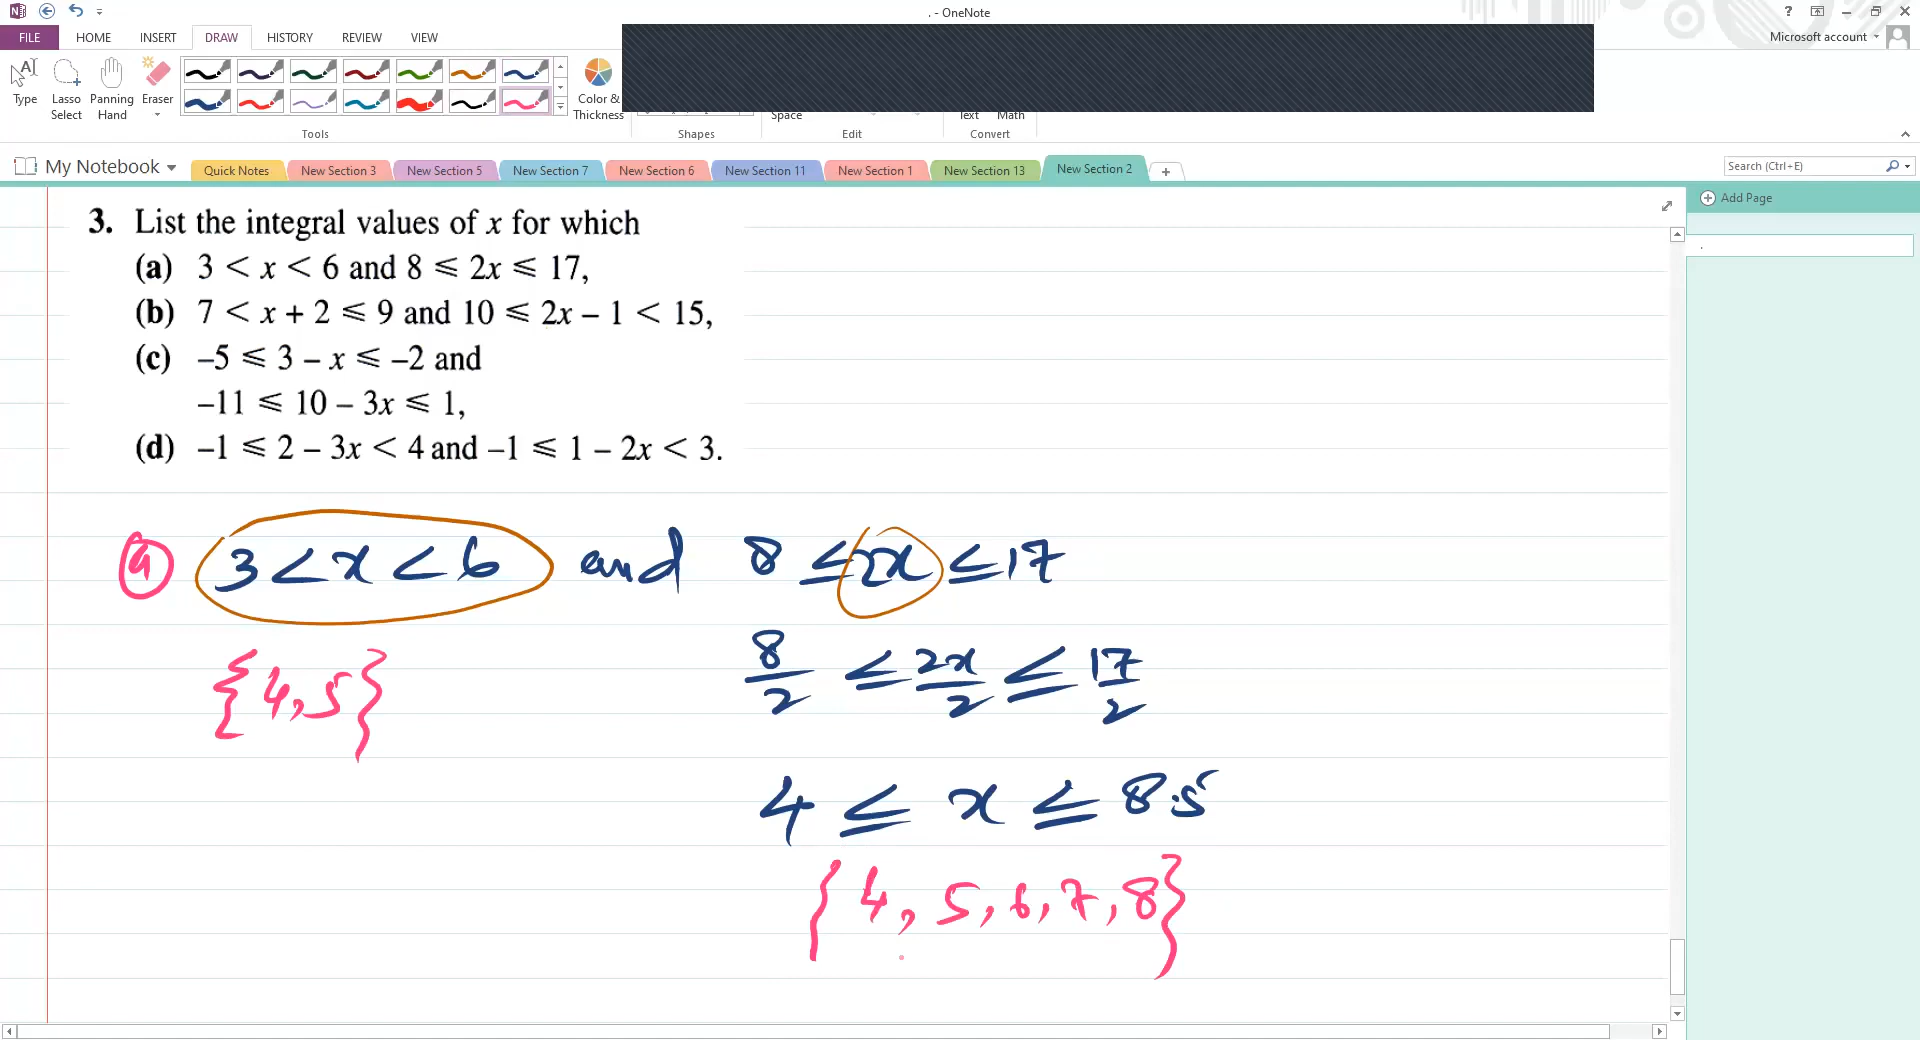 . - OneNote
?
FILE HOME INSERT DRAW HISTORY REVIEW VIEW
Microsoft account
Type
Lasso Select
Panning Hand
Eraser
Color & Thickness
Space
Text
Math
Tools
Shapes
Edit
Convert
My Notebook
Quick Notes
New Section 3
New Section 5
New Section 7
New Section 6
New Section 11
New Section 1
New Section 13
New Section 2
+
Search (Ctrl+E)
Add Page
.
3. List the integral values of x for which
(a) 3 < x < 6 and 8 ⩽ 2x ⩽ 17,
(b) 7 < x + 2 ⩽ 9 and 10 ⩽ 2x – 1 < 15,
(c) –5 ⩽ 3 – x ⩽ –2 and
–11 ⩽ 10 – 3x ⩽ 1,
(d) –1 ⩽ 2 – 3x < 4 and –1 ⩽ 1 – 2x < 3.
a 3 < x < 6 and 8 ≤ 2x ≤ 17
8/2 ≤ 2x/2 ≤ 17/2
{4,5}
4 ≤ x ≤ 8.5
{4, 5, 6, 7, 8}